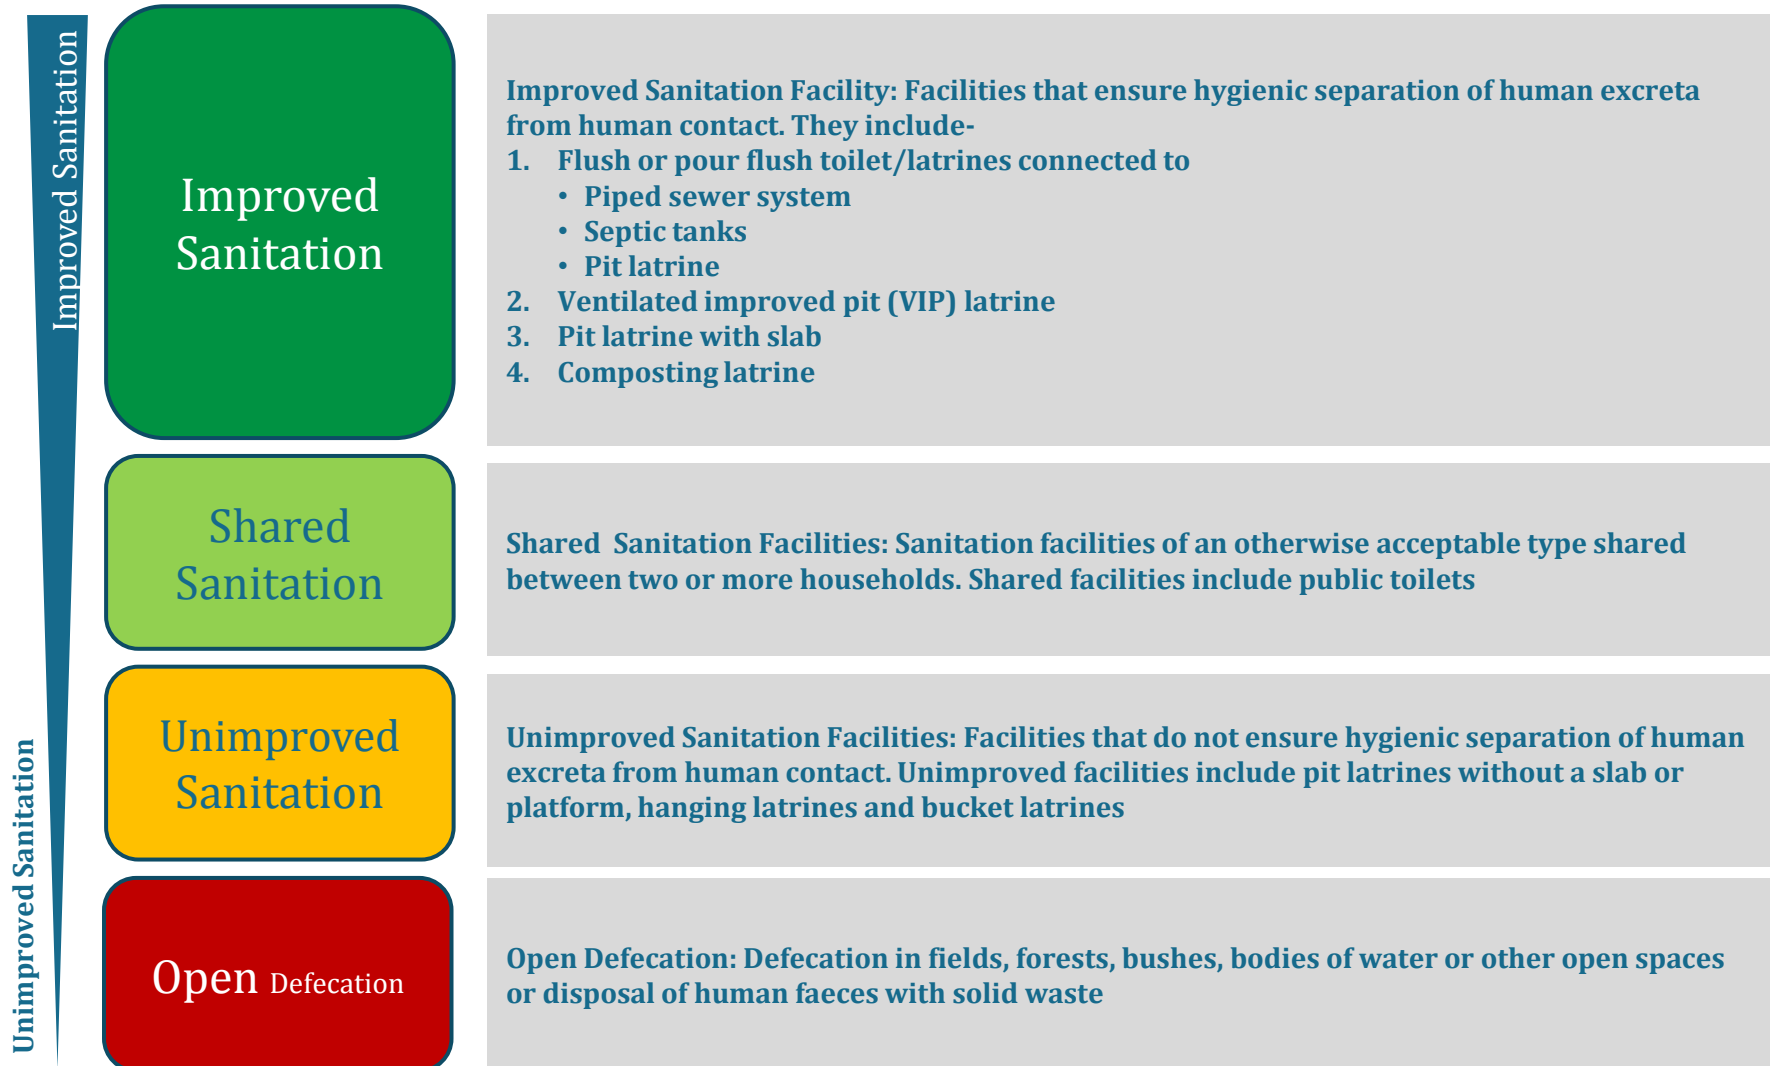 Improved Sanitation
Improved
Sanitation
Improved Sanitation Facility: Facilities that ensure hygienic separation of human excreta
from human contact. They include-
1. Flush or pour flush toilet/latrines connected to
• Piped sewer system
• Septic tanks
• Pit latrine
2. Ventilated improved pit (VIP) latrine
3. Pit latrine with slab
4. Composting latrine
Shared
Sanitation
Shared  Sanitation Facilities: Sanitation facilities of an otherwise acceptable type shared
between two or more households. Shared facilities include public toilets
Unimproved
Sanitation
Unimproved Sanitation Facilities: Facilities that do not ensure hygienic separation of human
excreta from human contact. Unimproved facilities include pit latrines without a slab or
platform, hanging latrines and bucket latrines
Unimproved Sanitation
Open Defecation
Open Defecation: Defecation in fields, forests, bushes, bodies of water or other open spaces
or disposal of human faeces with solid waste